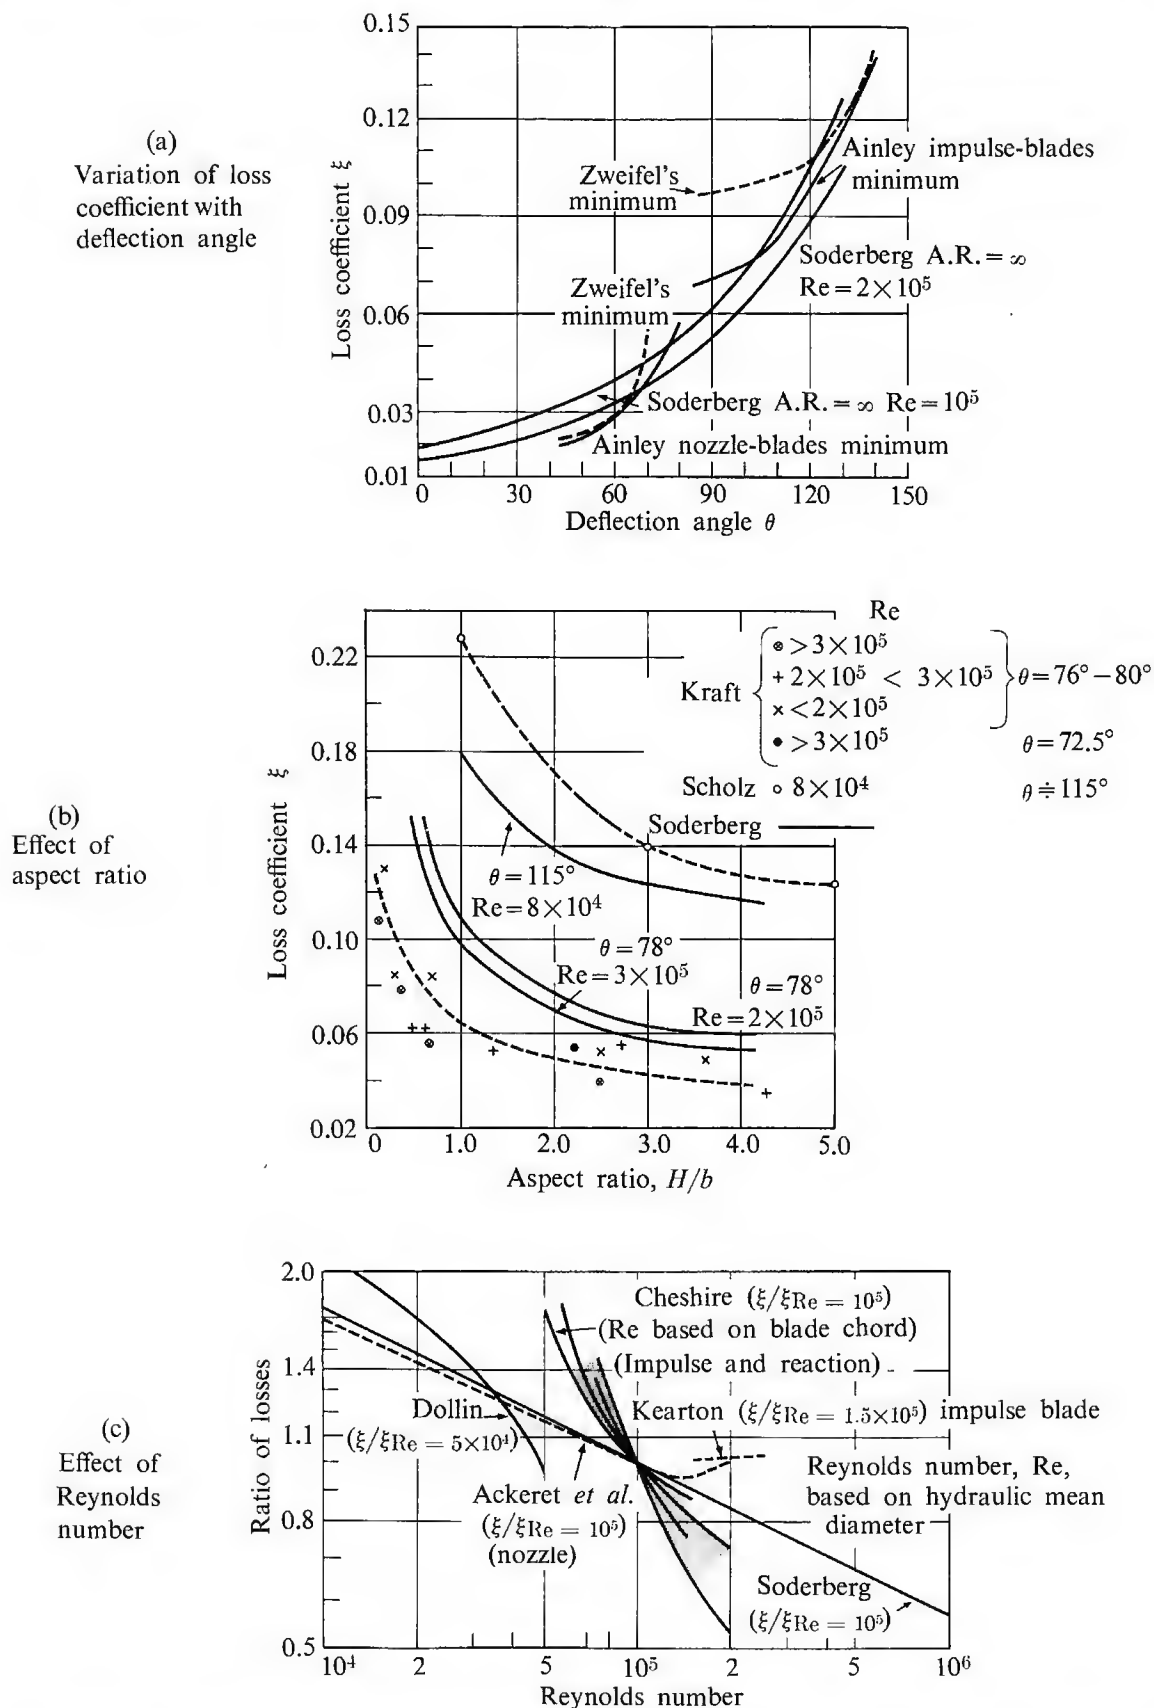 (a)
Variation of loss
coefficient with
deflection angle
Loss coefficient ξ
0.15
0.12
0.09
0.06
0.03
0.01
Zweifel's
minimum
Ainley impulse-blades
minimum
Soderberg A.R. = ∞
Re = 2×10⁵
Zweifel's
minimum
Soderberg A.R. = ∞ Re = 10⁵
Ainley nozzle-blades minimum
0 30 60 90 120 150
Deflection angle θ
(b)
Effect of
aspect ratio
Loss coefficient ξ
0.22
0.18
0.14
0.10
0.06
0.02
Re
Kraft
⊗ >3×10⁵
+ 2×10⁵ < 3×10⁵
× <2×10⁵
θ = 76° – 80°
● >3×10⁵ θ = 72.5°
Scholz ○ 8×10⁴ θ ≑ 115°
Soderberg
θ = 115°
Re = 8×10⁴
θ = 78°
Re = 3×10⁵
θ = 78°
Re = 2×10⁵
0 1.0 2.0 3.0 4.0 5.0
Aspect ratio, H/b
(c)
Effect of
Reynolds
number
Ratio of losses
2.0
1.4
1.1
0.8
0.5
Cheshire (ξ/ξRe = 10⁵)
(Re based on blade chord)
(Impulse and reaction)
Dollin
(ξ/ξRe = 5×10⁴)
Kearton (ξ/ξRe = 1.5×10⁵) impulse blade
Ackeret et al.
(ξ/ξRe = 10⁵)
(nozzle)
Reynolds number, Re,
based on hydraulic mean
diameter
Soderberg
(ξ/ξRe = 10⁵)
10⁴ 2 5 10⁵ 2 5 10⁶
Reynolds number